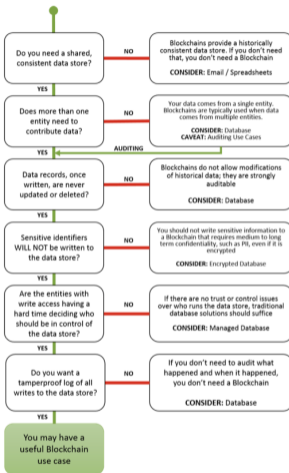 Do you need a shared,
consistent data store?
NO
Blockchains provide a historically
consistent data store. If you don't need
that, you don't need a Blockchain
CONSIDER: Email / Spreadsheets
YES
Does more than one
entity need to
contribute data?
NO
Your data comes from a single entity.
Blockchains are typically used when data
comes from multiple entities.
CONSIDER: Database
CAVEAT: Auditing Use Cases
YES
AUDITING
Data records, once
written, are never
updated or deleted?
NO
Blockchains do not allow modifications
of historical data; they are strongly
auditable
CONSIDER: Database
YES
Sensitive identifiers
WILL NOT be written to
the data store?
NO
You should not write sensitive information to
a Blockchain that requires medium to long
term confidentiality, such as PII, even if it is
encrypted
CONSIDER: Encrypted Database
YES
Are the entities with
write access having a
hard time deciding who
should be in control of
the data store?
NO
If there are no trust or control issues
over who runs the data store, traditional
database solutions should suffice
CONSIDER: Managed Database
YES
Do you want a
tamperproof log of all
writes to the data store?
NO
If you don't need to audit what
happened and when it happened,
you don't need a Blockchain
CONSIDER: Database
YES
You may have a
useful Blockchain
use case